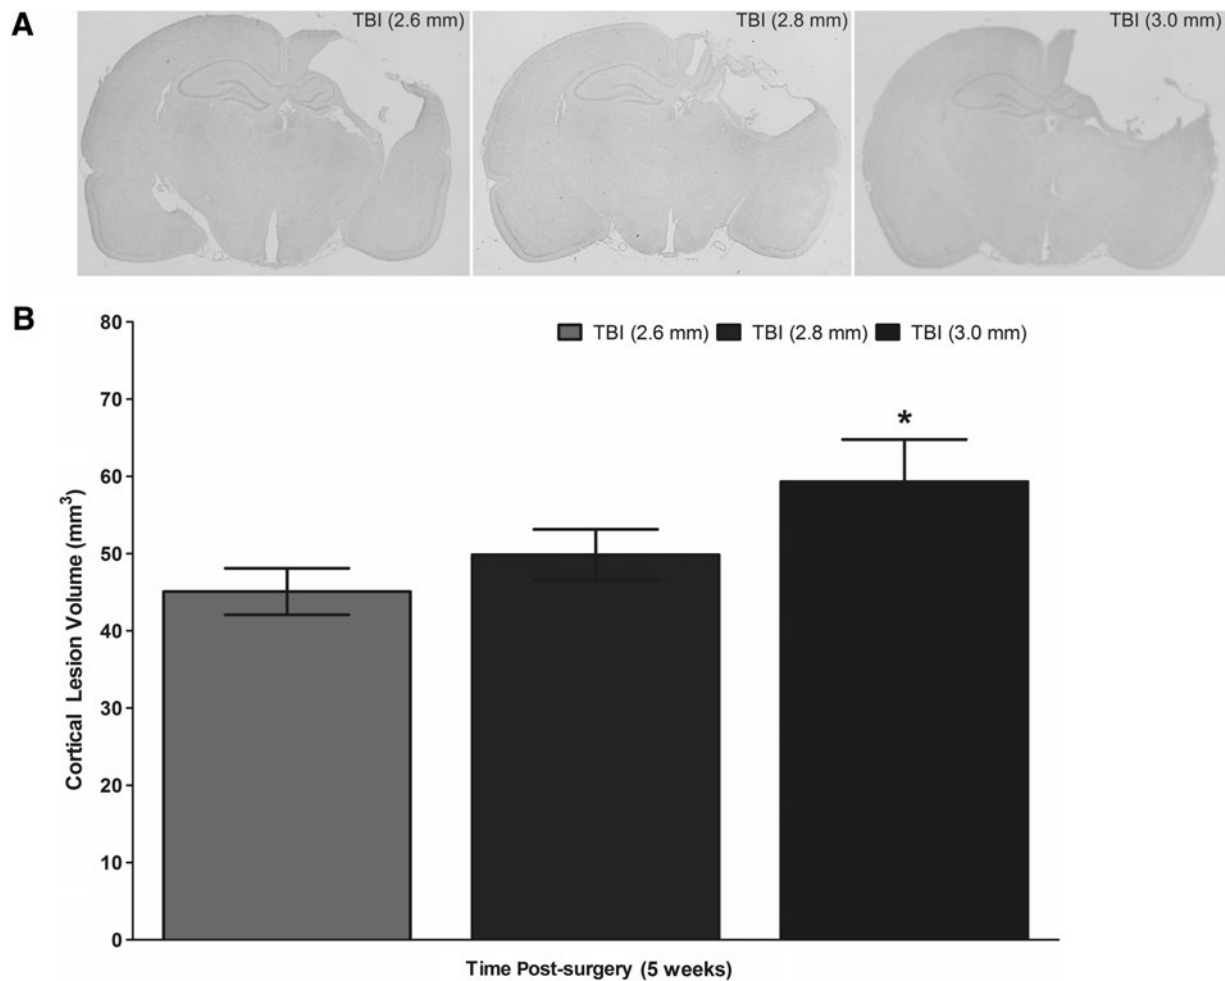 A
TBI (2.6 mm)
TBI (2.8 mm)
TBI (3.0 mm)
B
80
70
60
50
40
30
20
10
0
Cortical Lesion Volume (mm³)
TBI (2.6 mm) TBI (2.8 mm) TBI (3.0 mm)
*
Time Post-surgery (5 weeks)